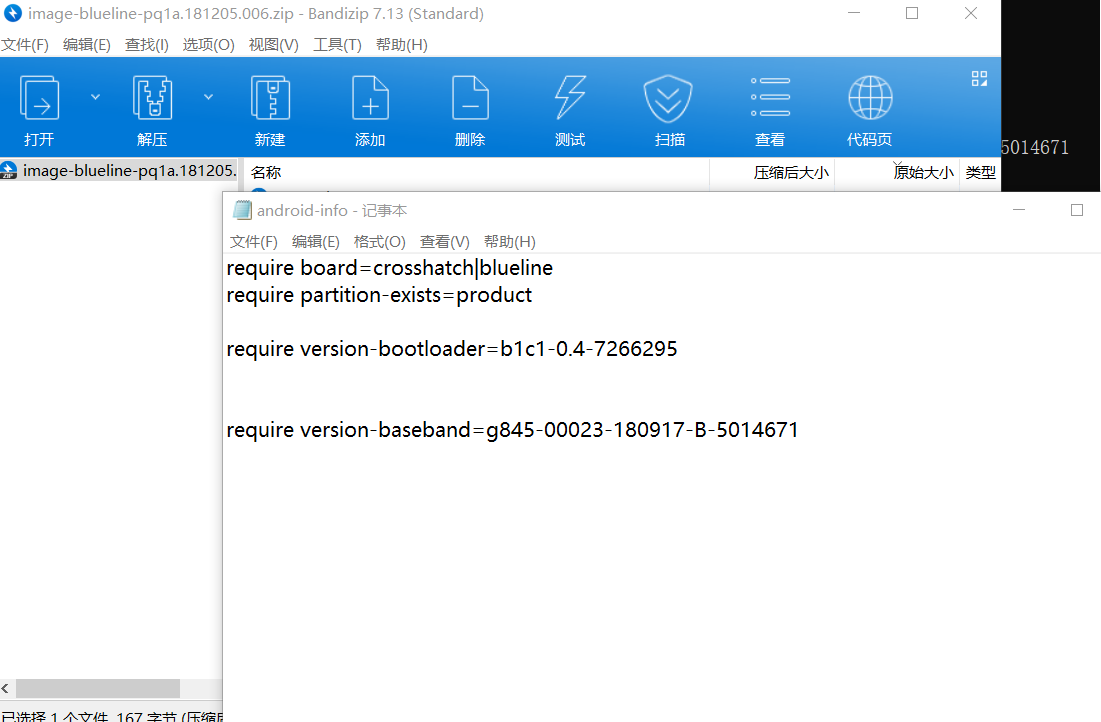 image-blueline-pq1a.181205.006.zip - Bandizip 7.13 (Standard)
文件(F) 编辑(E) 查找(I) 选项(O) 视图(V) 工具(T) 帮助(H)
打开 解压 新建 添加 删除 测试 扫描 查看 代码页
5014671
image-blueline-pq1a.181205.
名称 压缩后大小 原始大小 类型
android-info - 记事本
文件(F) 编辑(E) 格式(O) 查看(V) 帮助(H)
require board=crosshatch|blueline
require partition-exists=product
require version-bootloader=b1c1-0.4-7266295
require version-baseband=g845-00023-180917-B-5014671
已选择 1 个文件, 167 字节 (压缩后